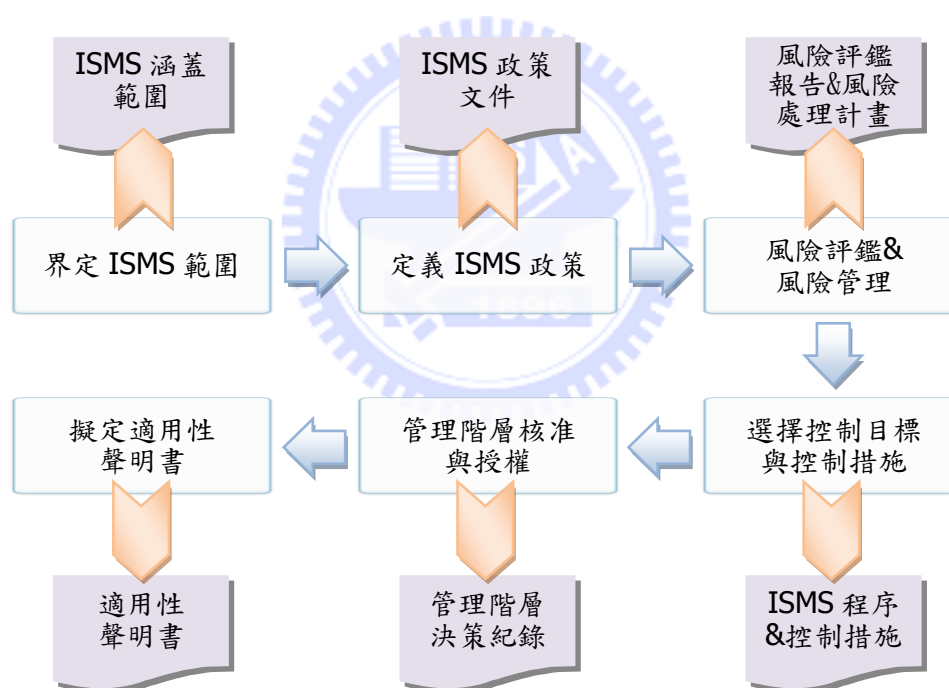 ISMS 涵蓋
範圍
ISMS 政策
文件
風險評鑑
報告&風險
處理計畫
界定 ISMS 範圍
定義 ISMS 政策
風險評鑑&
風險管理
1896
擬定適用性
聲明書
管理階層核准
與授權
選擇控制目標
與控制措施
適用性
聲明書
管理階層
決策紀錄
ISMS 程序
&控制措施